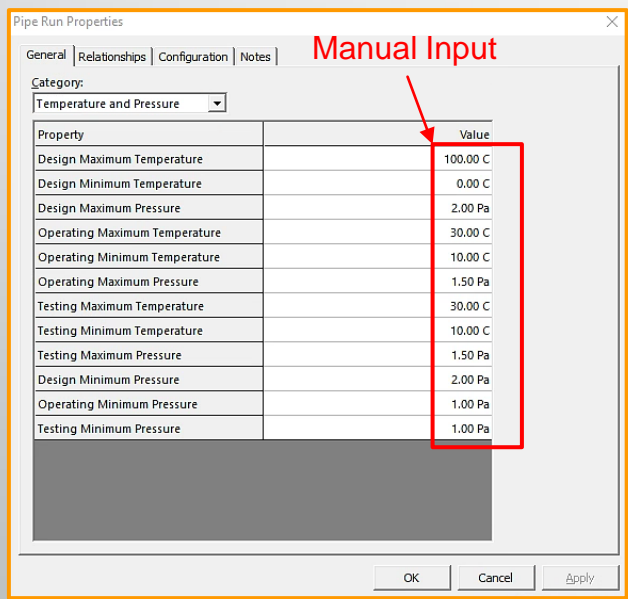 Pipe Run Properties
Manual Input
General Relationships Configuration Notes
Category:
Temperature and Pressure
Property Value
Design Maximum Temperature 100.00 C
Design Minimum Temperature 0.00 C
Design Maximum Pressure 2.00 Pa
Operating Maximum Temperature 30.00 C
Operating Minimum Temperature 10.00 C
Operating Maximum Pressure 1.50 Pa
Testing Maximum Temperature 30.00 C
Testing Minimum Temperature 10.00 C
Testing Maximum Pressure 1.50 Pa
Design Minimum Pressure 2.00 Pa
Operating Minimum Pressure 1.00 Pa
Testing Minimum Pressure 1.00 Pa
OK Cancel Apply